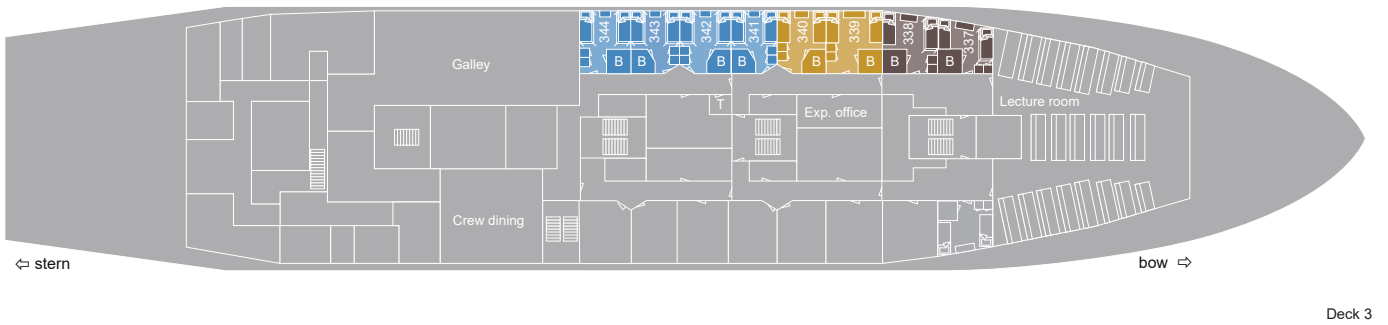 344 343 342 341 340 339 338 337
Galley
B B B B B B B B
T
Exp. office
Lecture room
Crew dining
⇦ stern
bow ⇨
Deck 3